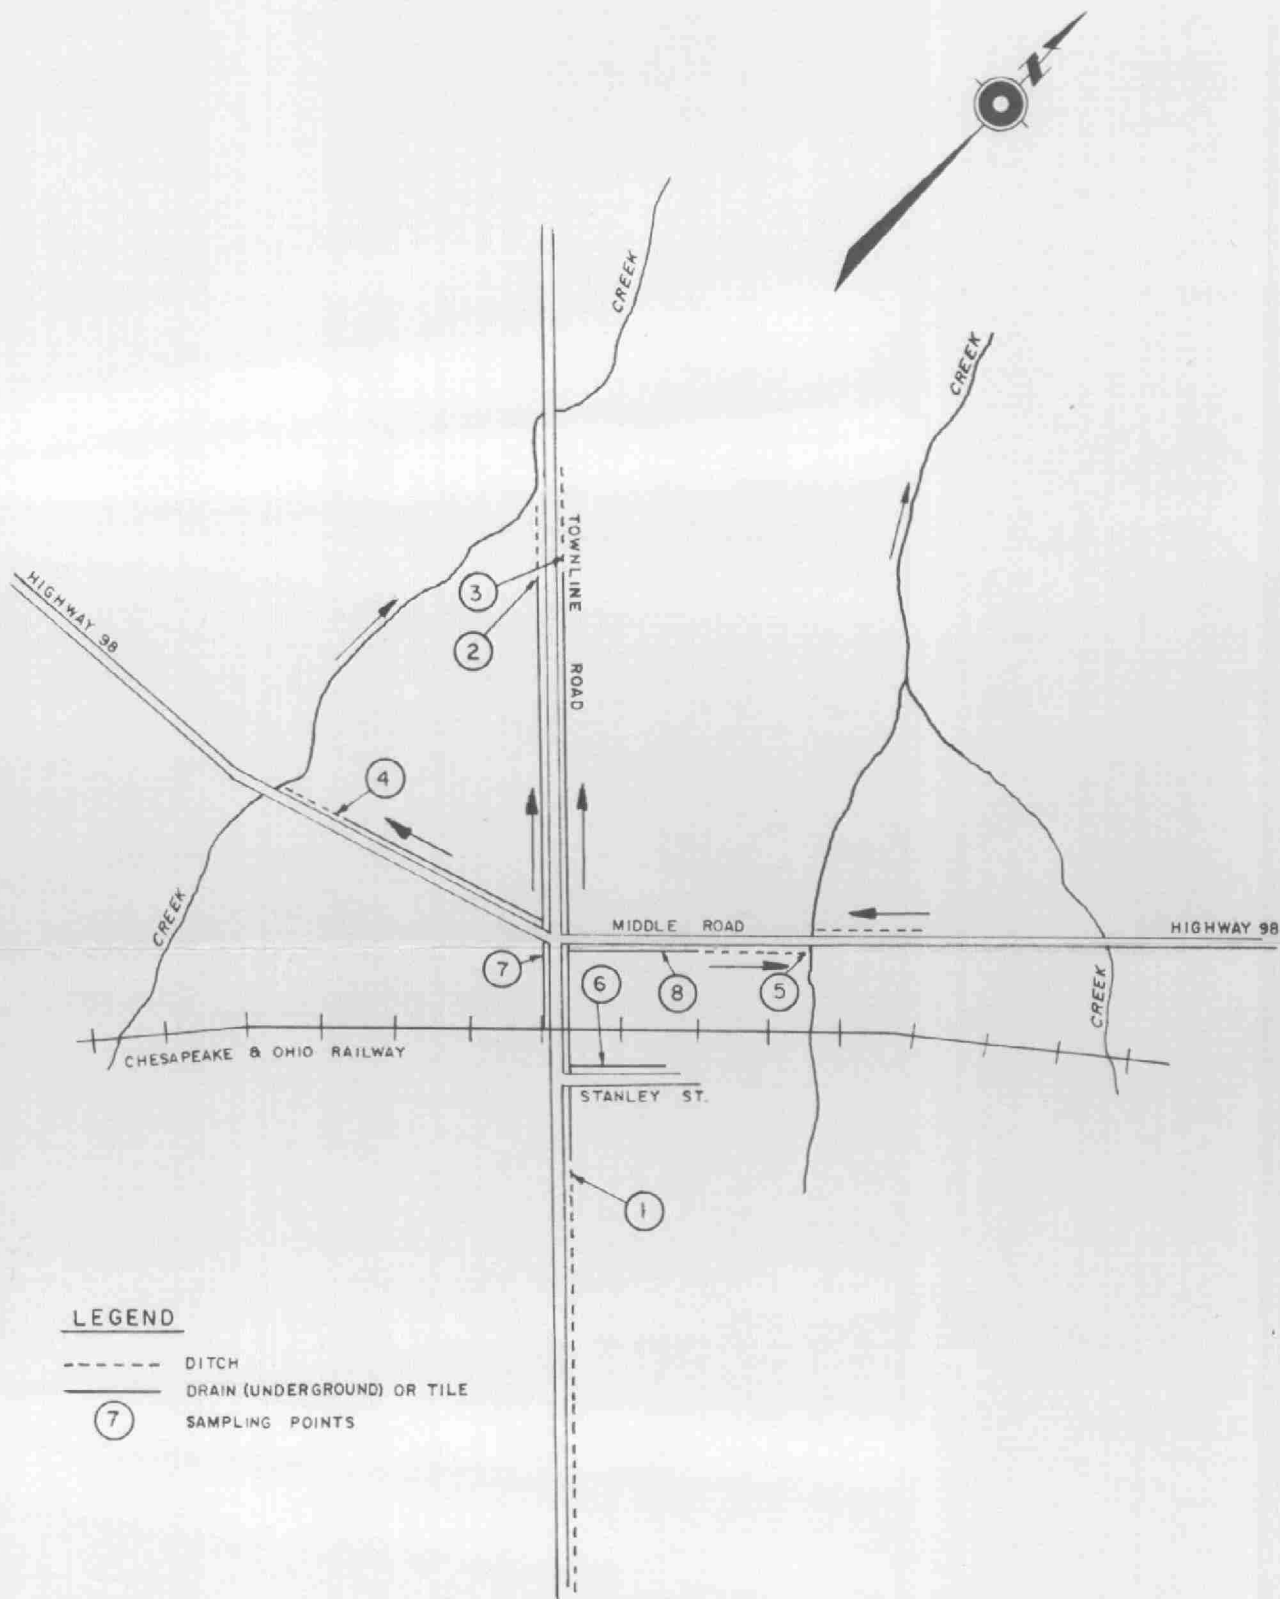 N
CREEK
CREEK
TOWNLINE ROAD
3
2
HIGHWAY 98
4
CREEK
MIDDLE ROAD
HIGHWAY 98
7
6
8
5
CREEK
CHESAPEAKE & OHIO RAILWAY
STANLEY ST.
1
LEGEND
DITCH
DRAIN (UNDERGROUND) OR TILE
7 SAMPLING POINTS